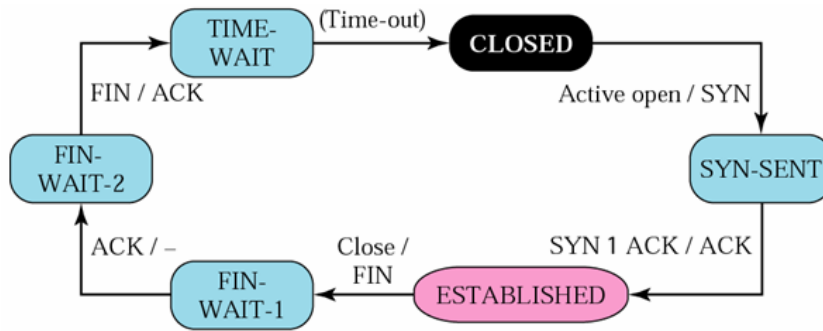 TIME-
WAIT
(Time-out)
CLOSED
FIN / ACK
Active open / SYN
FIN-
WAIT-2
SYN-SENT
ACK / –
Close /
FIN
SYN 1 ACK / ACK
FIN-
WAIT-1
ESTABLISHED